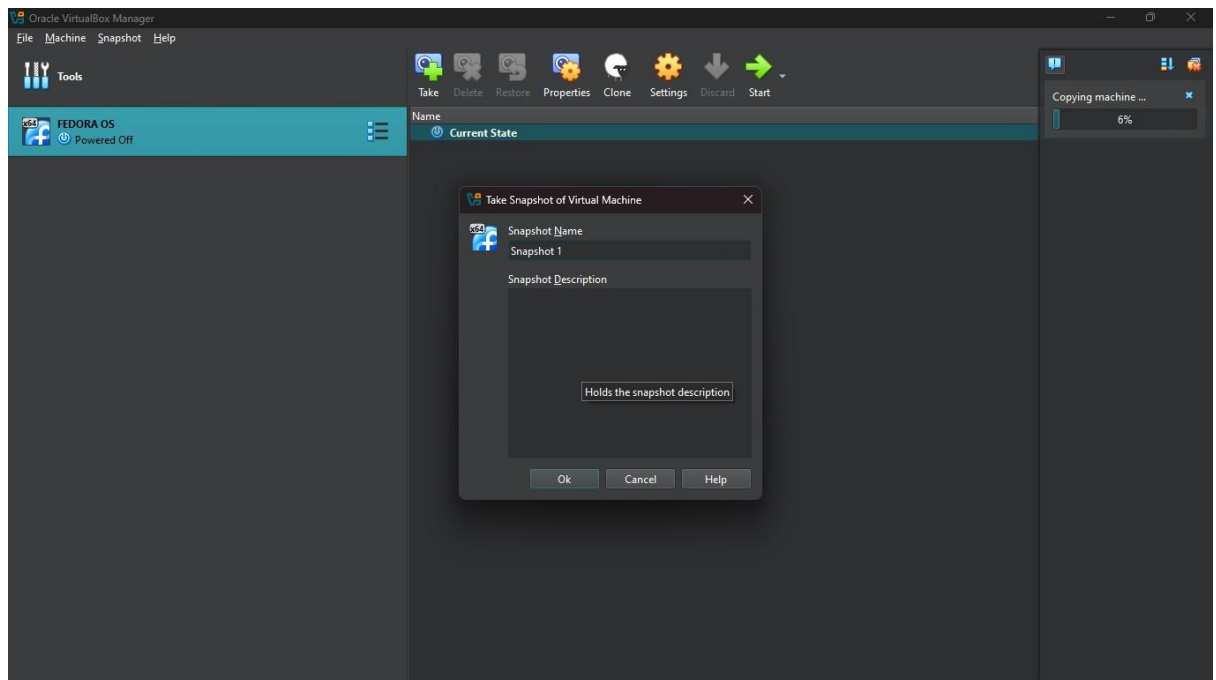 Oracle VirtualBox Manager
File Machine Snapshot Help
Tools
Take Delete Restore Properties Clone Settings Discard Start
Copying machine ...
6%
x64
FEDORA OS
Powered Off
Name
Current State
Take Snapshot of Virtual Machine
x64
Snapshot Name
Snapshot 1
Snapshot Description
Holds the snapshot description
Ok Cancel Help